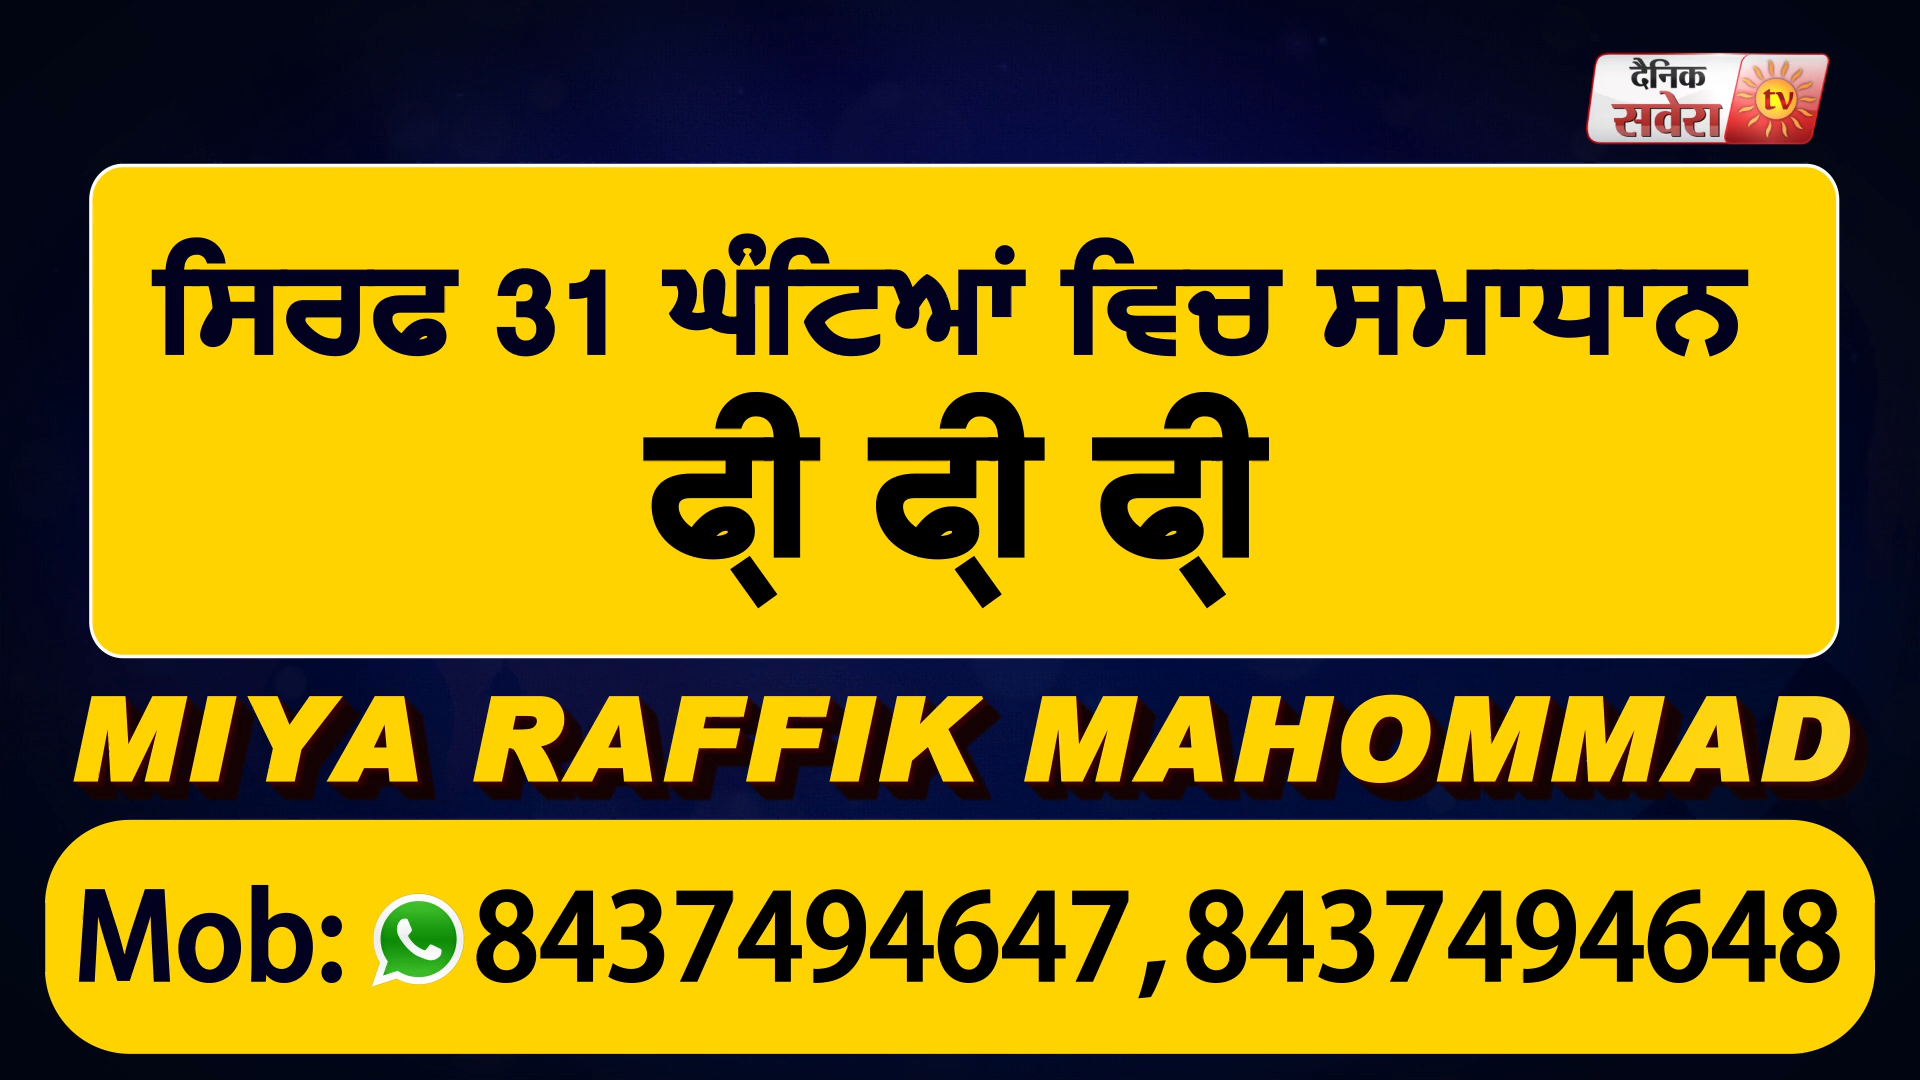 दैनिक
सवेरा tv
ਸਿਰਫ 31 ਘੰਟਿਆਂ ਵਿਚ ਸਮਾਧਾਨ
ਫ੍ਰੀ ਫ੍ਰੀ ਫ੍ਰੀ
MIYA RAFFIK MAHOMMAD
Mob: 8437494647, 8437494648